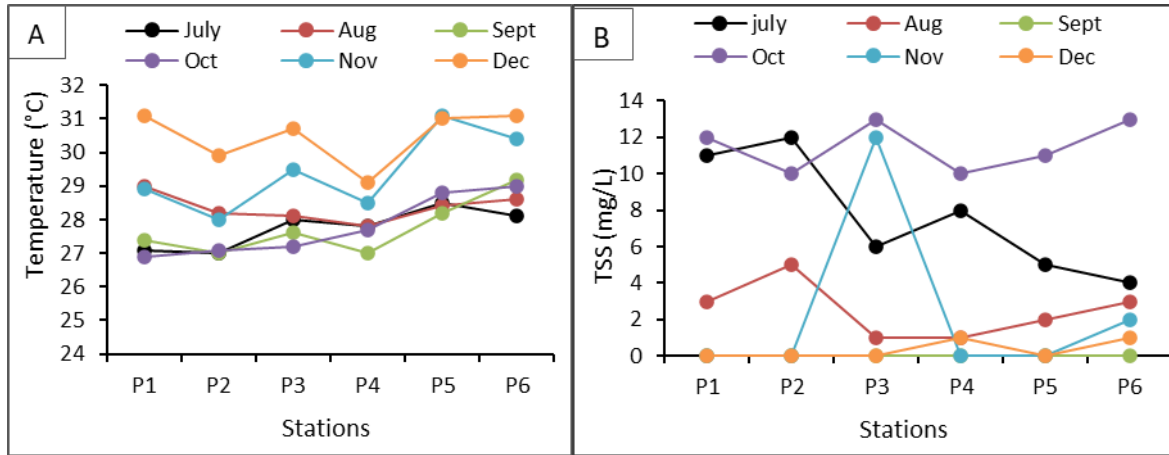 A
July Aug Sept
Oct Nov Dec
Temperature (°C)
32
31
30
29
28
27
26
25
24
P1 P2 P3 P4 P5 P6
Stations
B
july Aug Sept
Oct Nov Dec
TSS (mg/L)
14
12
10
8
6
4
2
0
P1 P2 P3 P4 P5 P6
Stations